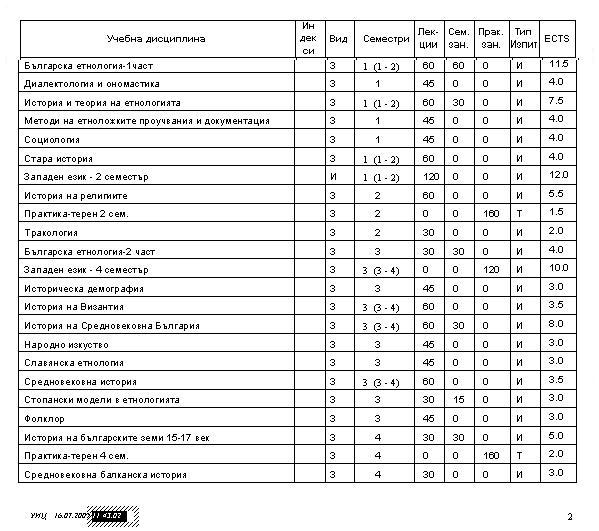 Учебна дисциплина Ин дек си Вид Семестри Лек- ции Сем. зан. Прак. зан. Тип Изпит ECTS
Българска етнология-1част З 1 (1 - 2) 60 60 0 И 11.5
Диалектология и ономастика З 1 45 0 0 И 4.0
История и теория на етнологията З 1 (1 - 2) 60 30 0 И 7.5
Методи на етноложките проучвания и документация З 1 45 0 0 И 4.0
Социология З 1 45 0 0 И 4.0
Стара история З 1 (1 - 2) 60 0 0 И 4.0
Западен език - 2 семестър И 1 (1 - 2) 120 0 0 И 12.0
История на религиите З 2 60 0 0 И 5.5
Практика-терен 2 сем. З 2 0 0 160 Т 1.5
Тракология З 2 30 0 0 И 2.0
Българска етнология-2 част З 3 30 30 0 И 4.0
Западен език - 4 семестър З 3 (3 - 4) 0 0 120 И 10.0
Историческа демография З 3 45 0 0 И 3.0
История на Византия З 3 (3 - 4) 60 0 0 И 3.5
История на Средновековна България З 3 (3 - 4) 60 30 0 И 8.0
Народно изкуство З 3 45 0 0 И 3.0
Славянска етнология З 3 45 0 0 И 3.0
Средновековна история З 3 (3 - 4) 60 0 0 И 3.5
Стопански модели в етнологията З 3 30 15 0 И 3.0
Фолклор З 3 45 0 0 И 3.0
История на българските земи 15-17 век З 4 30 30 0 И 5.0
Практика-терен 4 сем. З 4 0 0 160 Т 2.0
Средновековна балканска история З 4 30 0 0 И 3.0
УИЦ 2